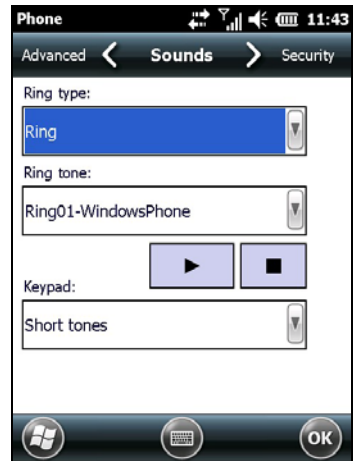 Phone 11:43
Advanced Sounds Security
Ring type:
Ring
Ring tone:
Ring01-WindowsPhone
Keypad:
Short tones
OK